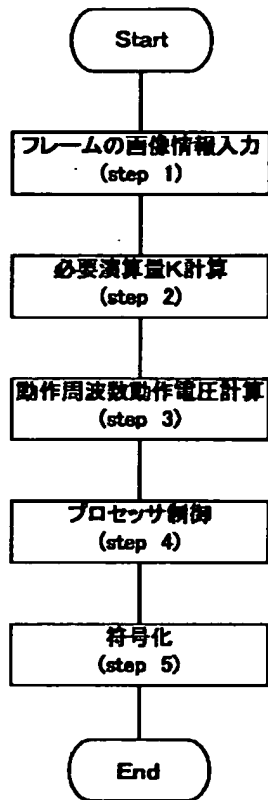 Start
フレームの画像情報入力
(step 1)
必要演算量K計算
(step 2)
動作周波数動作電圧計算
(step 3)
プロセッサ制御
(step 4)
符号化
(step 5)
End